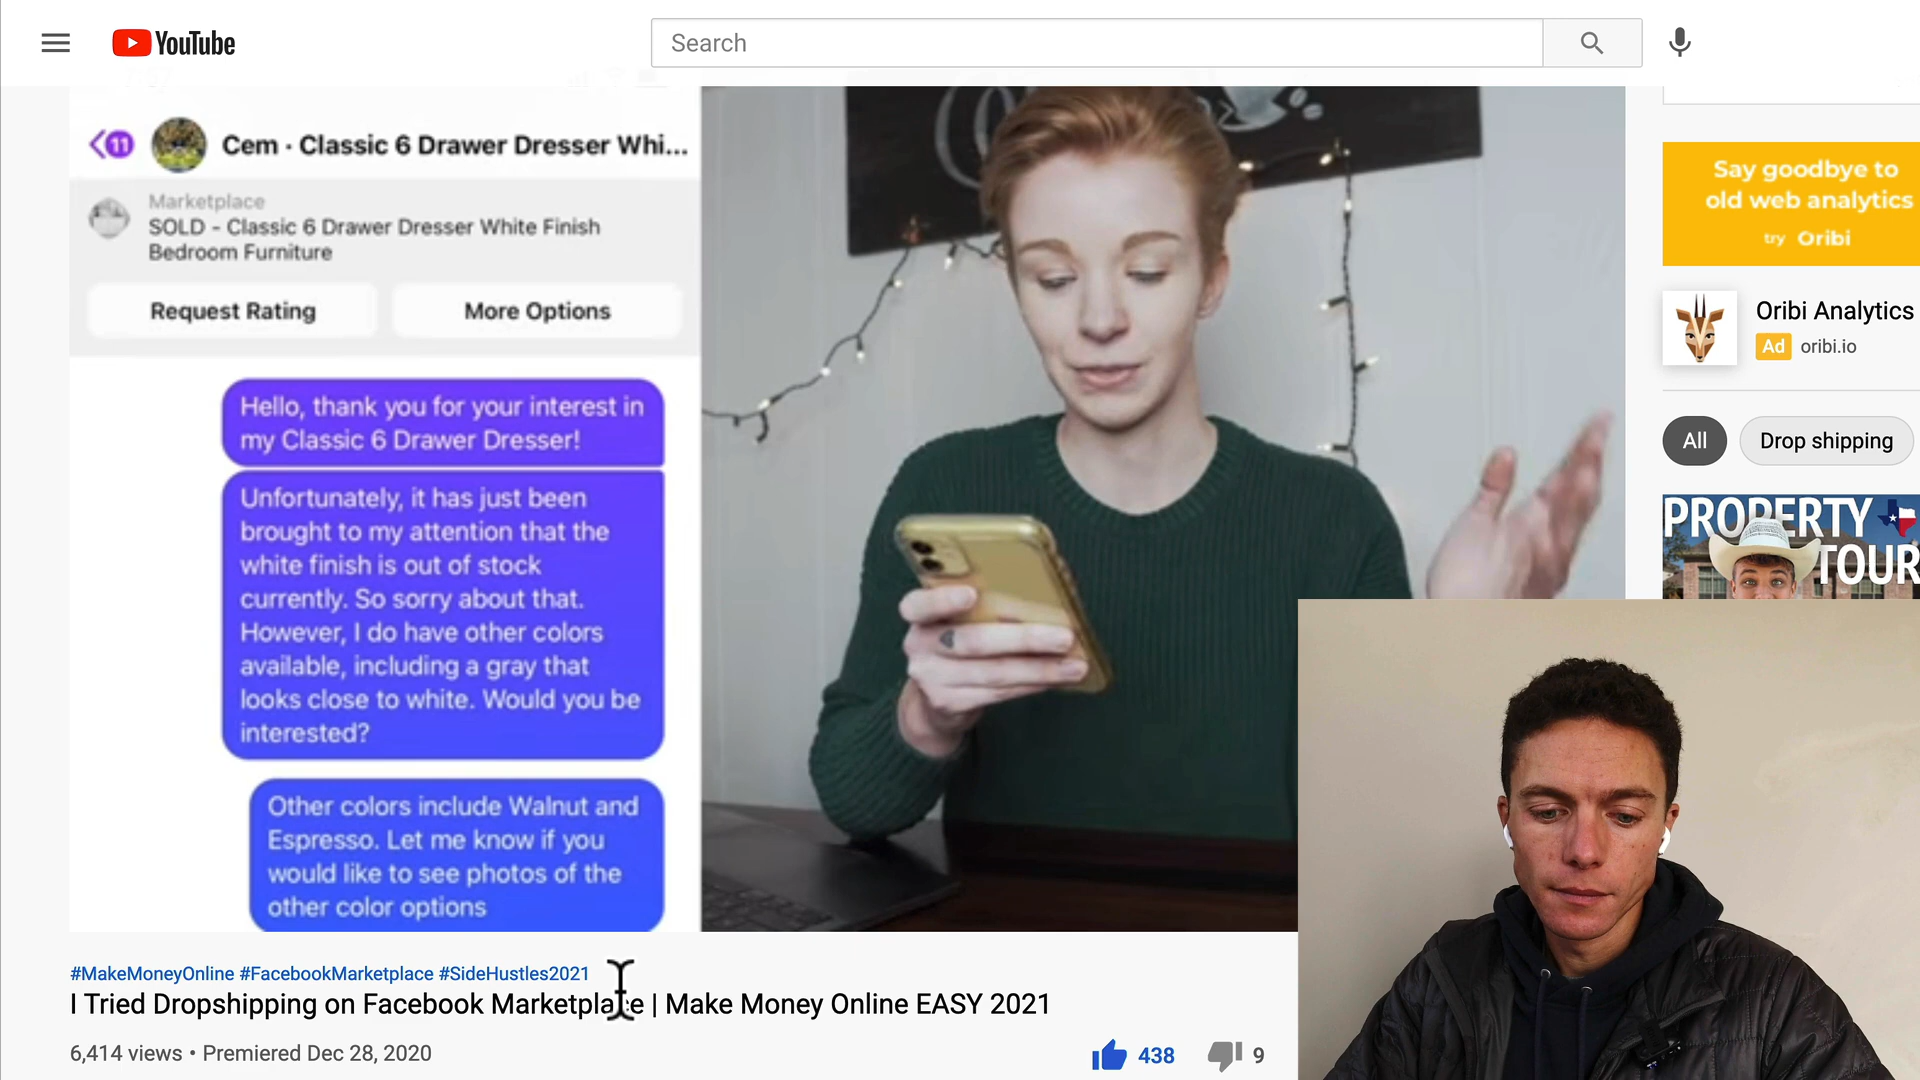 YouTube
Search
11
Cem · Classic 6 Drawer Dresser Whi...
Marketplace
SOLD - Classic 6 Drawer Dresser White Finish
Bedroom Furniture
Request Rating
More Options
Hello, thank you for your interest in
my Classic 6 Drawer Dresser!
Unfortunately, it has just been
brought to my attention that the
white finish is out of stock
currently. So sorry about that.
However, I do have other colors
available, including a gray that
looks close to white. Would you be
interested?
Other colors include Walnut and
Espresso. Let me know if you
would like to see photos of the
other color options
Say goodbye to
old web analytics
try Oribi
Oribi Analytics
Ad oribi.io
All
Drop shipping
PROPERTY
TOUR
#MakeMoneyOnline #FacebookMarketplace #SideHustles2021
I Tried Dropshipping on Facebook Marketplace | Make Money Online EASY 2021
6,414 views • Premiered Dec 28, 2020
438
9